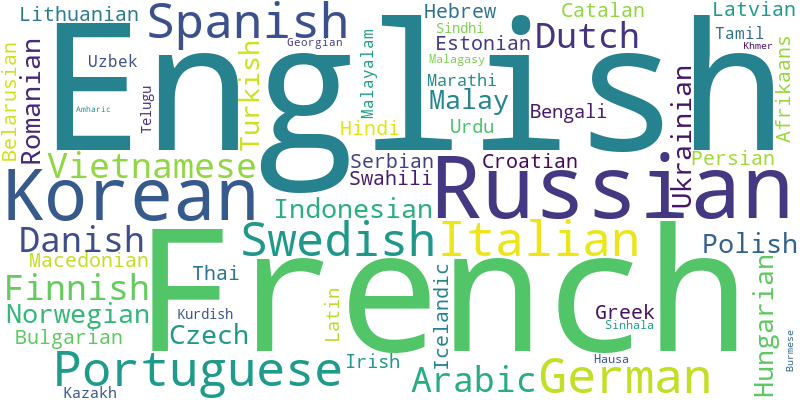 Lithuanian
Spanish
Georgian
Hebrew
Sindhi
Catalan
Latvian
English
Estonian
Dutch
Tamil
Khmer
Belarusian
Romanian
Uzbek
Amharic
Telugu
Turkish
Malayalam
Malagasy
Marathi
Malay
Bengali
Afrikaans
Hindi
Urdu
Ukrainian
Vietnamese
Serbian
Croatian
Persian
Korean
Swahili
Russian
Indonesian
Danish
Swedish
Italian
Polish
French
Macedonian
Thai
Finnish
Norwegian
Kurdish
Latin
Icelandic
Greek
Sinhala
Hungarian
Bulgarian
Czech
Burmese
Portuguese
Irish
Hausa
Arabic
German
Kazakh